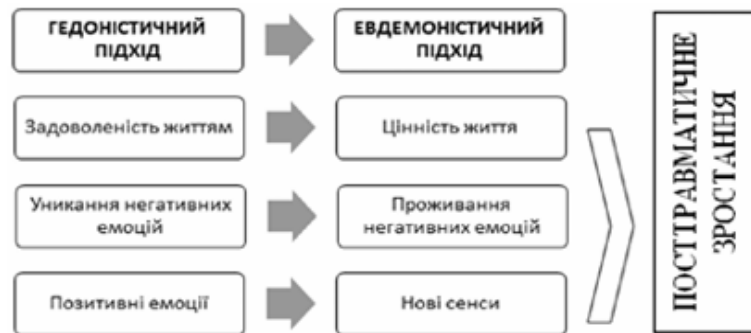 ГЕДОНІСТИЧНИЙ
ПІДХІД
ЕВДЕМОНІСТИЧНИЙ
ПІДХІД
Задоволеність життям
Цінність життя
Уникання негативних
емоцій
Проживання
негативних емоцій
Позитивні емоції
Нові сенси
ПОСТТРАВМАТИЧНЕ
ЗРОСТАННЯ